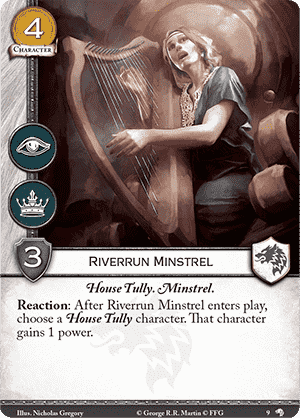 4
CHARACTER
3
RIVERRUN MINSTREL
House Tully. Minstrel.
Reaction: After Riverrun Minstrel enters play,
choose a House Tully character. That character
gains 1 power.
Illus. Nicholas Gregory © George R.R. Martin © FFG 9